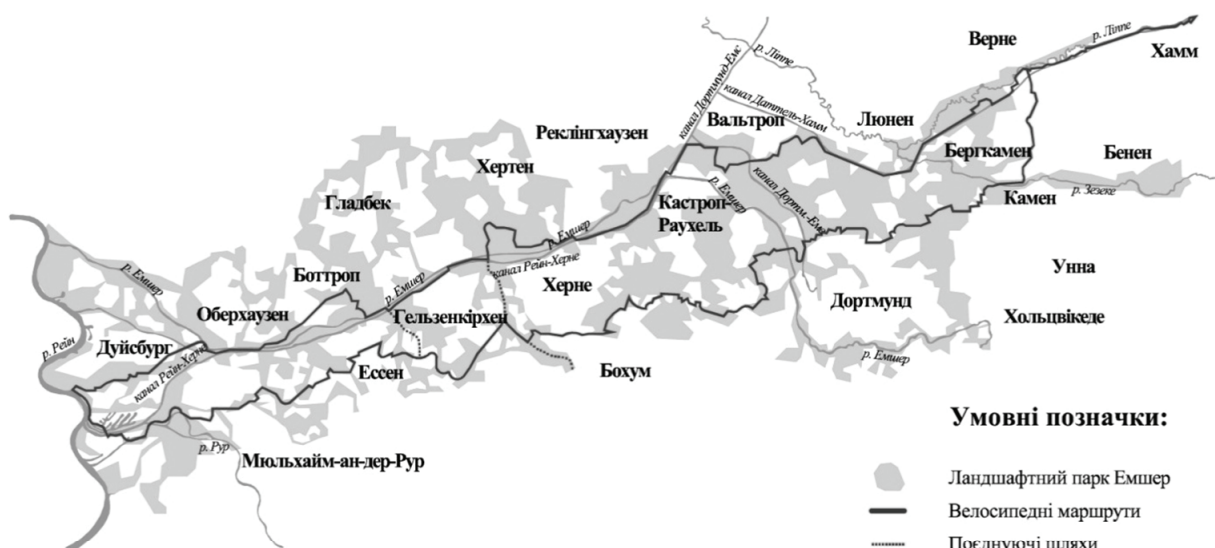 Верне
р. Ліппе
Хамм
р. Ліппе
канал Дортмунд-Емс
канал Даттель-Хамм
Вальтроп
Люнен
Реклінгхаузен
Хертен
Бергкамен
Бенен
Гладбек
р. Емшер
канал Дортм.-Емс
Кастроп-
Раухель
Камен
р. Зезеке
р. Емшер
канал Рейн-Херне
р. Емшер
Боттроп
р. Емшер
Херне
Унна
Оберхаузен
Гельзенкірхен
Дортмунд
Хольцвікеде
р. Рейн
Дуйсбург
канал Рейн-Херне
Ессен
Бохум
р. Емшер
р. Рур
Мюльхайм-ан-дер-Рур
Умовні позначки:
Ландшафтний парк Емшер
Велосипедні маршрути
Поєднуючі шляхи